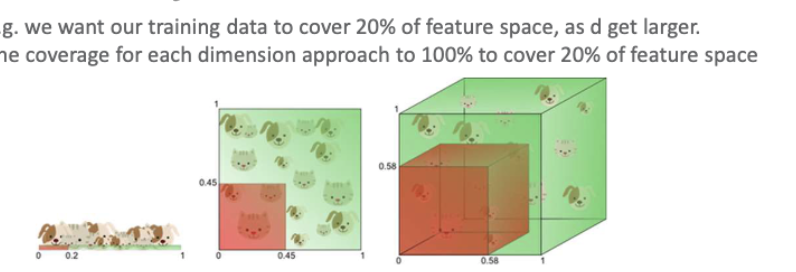 .g. we want our training data to cover 20% of feature space, as d get larger.
ne coverage for each dimension approach to 100% to cover 20% of feature space
1
1
0.45
0.58
0 0.2 1
0 0.45 1
0 0.58 1